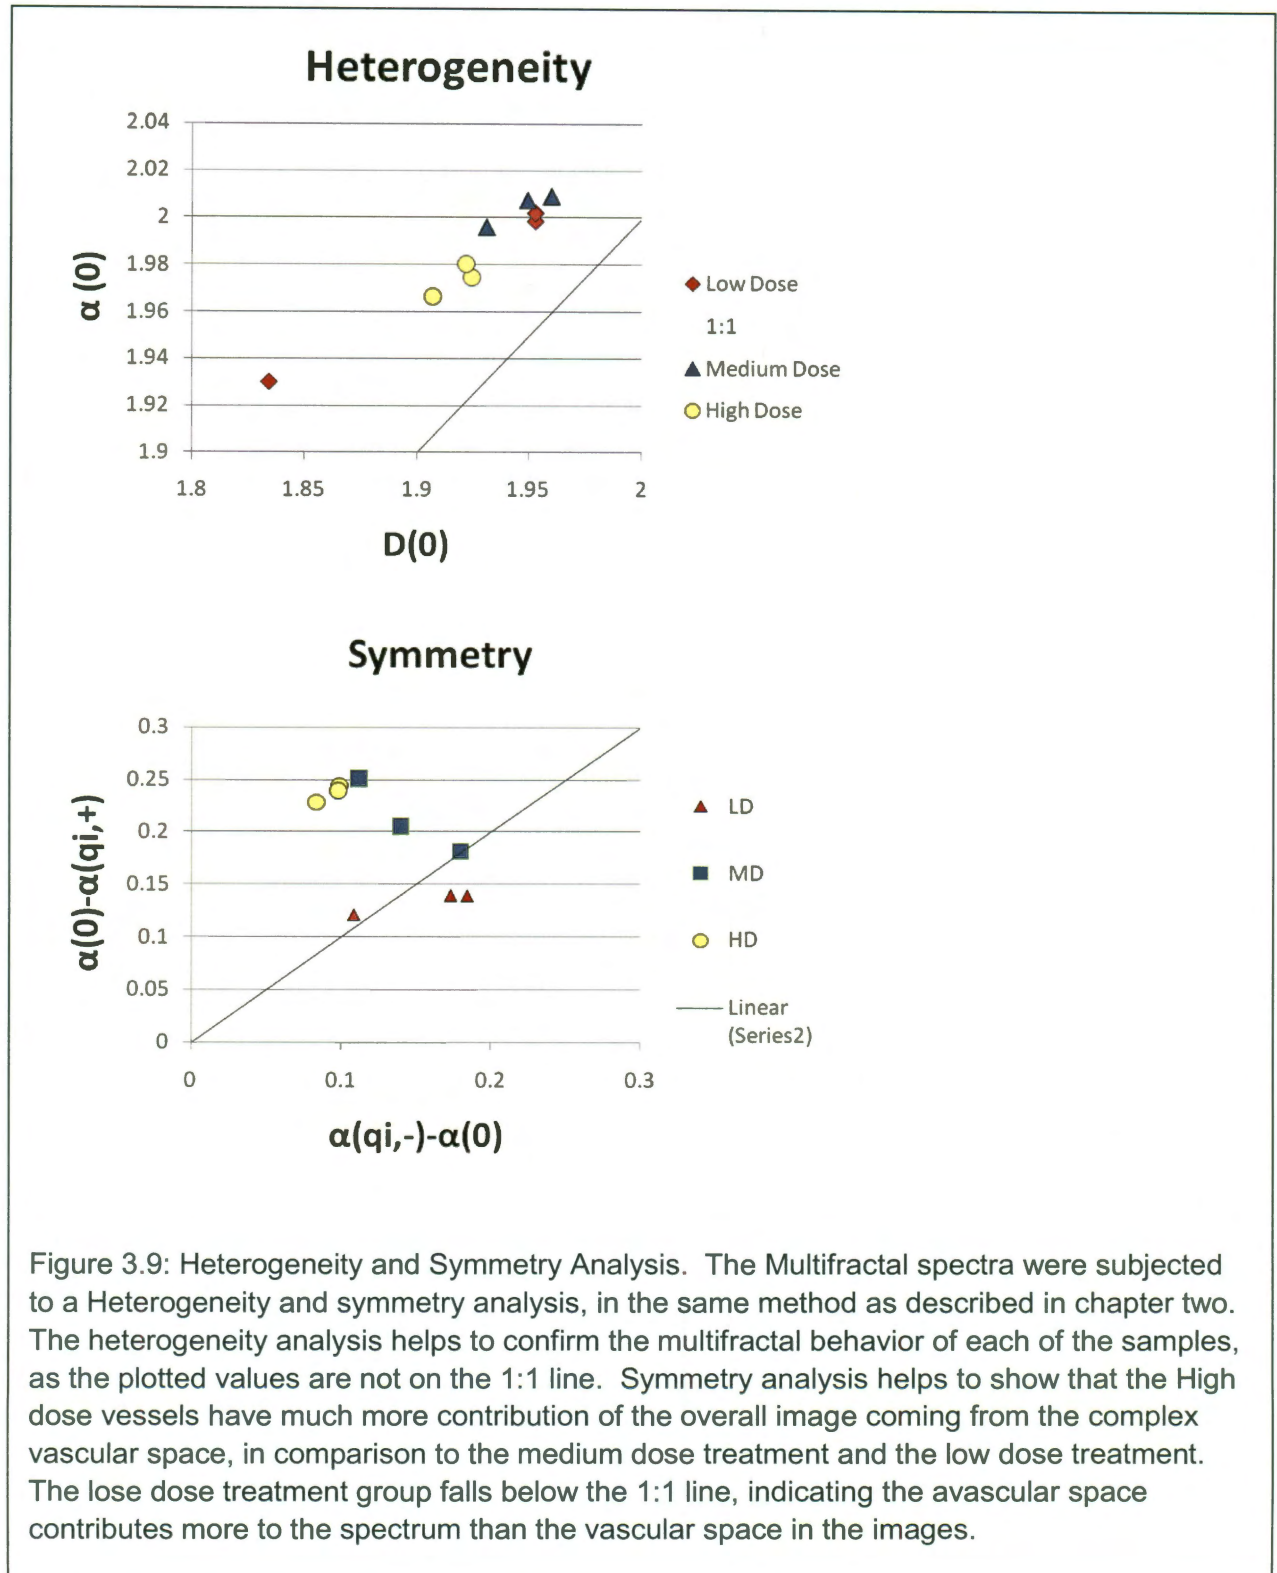 Heterogeneity
2.04
2.02
2
1.98
1.96
1.94
1.92
1.9
α (0)
1.8 1.85 1.9 1.95 2
D(0)
Low Dose
1:1
Medium Dose
High Dose
Symmetry
0.3
0.25
0.2
0.15
0.1
0.05
0
α(0)-α(qi,+)
0 0.1 0.2 0.3
α(qi,-)-α(0)
LD
MD
HD
Linear
(Series2)
Figure 3.9: Heterogeneity and Symmetry Analysis. The Multifractal spectra were subjected
to a Heterogeneity and symmetry analysis, in the same method as described in chapter two.
The heterogeneity analysis helps to confirm the multifractal behavior of each of the samples,
as the plotted values are not on the 1:1 line. Symmetry analysis helps to show that the High
dose vessels have much more contribution of the overall image coming from the complex
vascular space, in comparison to the medium dose treatment and the low dose treatment.
The lose dose treatment group falls below the 1:1 line, indicating the avascular space
contributes more to the spectrum than the vascular space in the images.